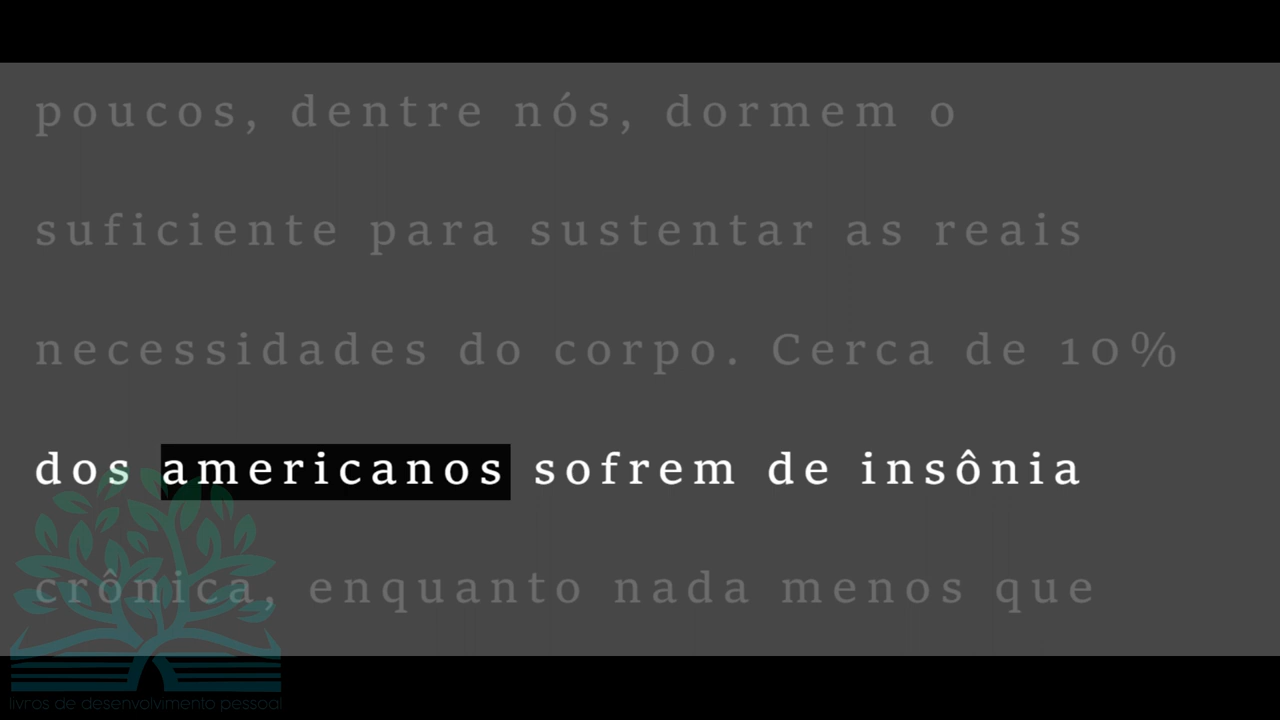 poucos, dentre nós, dormem o
suficiente para sustentar as reais
necessidades do corpo. Cerca de 10%
dos americanos sofrem de insônia
crônica, enquanto nada menos que
livros de desenvolvimento pessoal